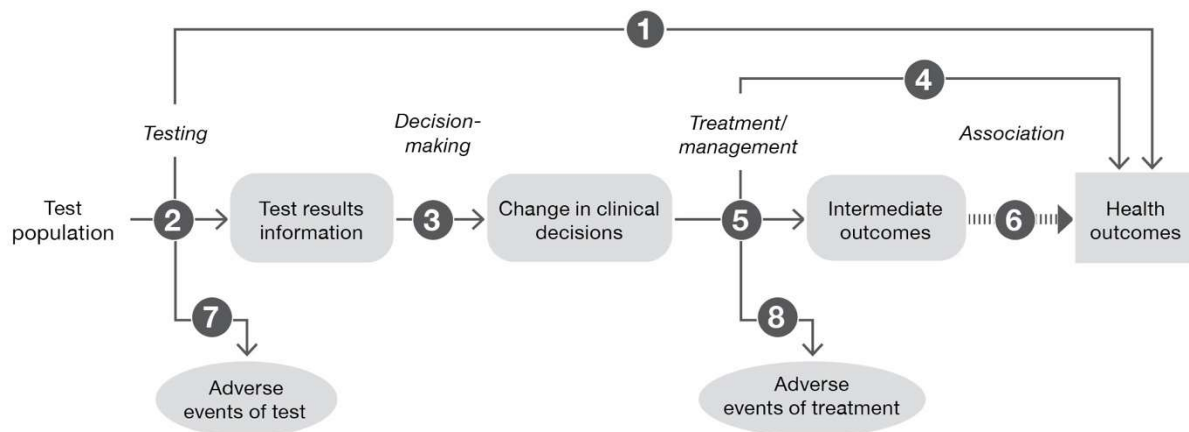 1
4
Testing
Decision-
making
Treatment/
management
Association
Test
population
2
Test results
information
3
Change in clinical
decisions
5
Intermediate
outcomes
6
Health
outcomes
7
8
Adverse
events of test
Adverse
events of treatment